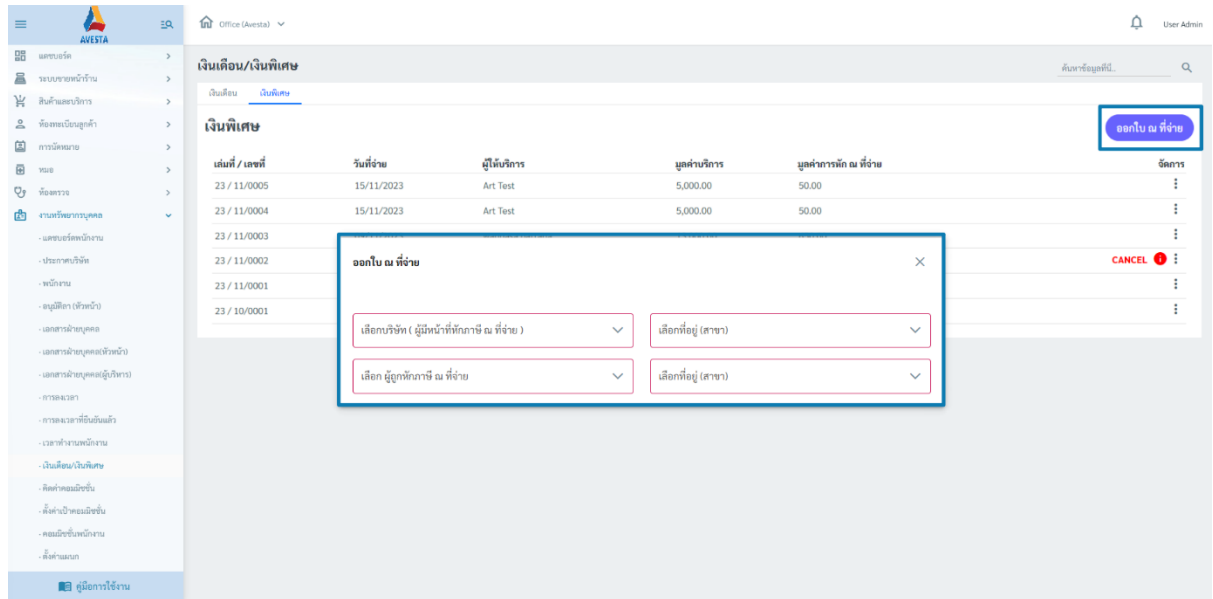 AVESTA
Office (Avesta)
User Admin
แดชบอร์ด
ระบบขายหน้าร้าน
สินค้าและบริการ
ห้องทะเบียนลูกค้า
การนัดหมาย
หมอ
ห้องตรวจ
งานทรัพยากรบุคคล
- แดชบอร์ดพนักงาน
- ประกาศบริษัท
- พนักงาน
- อนุมัติลา (หัวหน้า)
- เอกสารฝ่ายบุคคล
- เอกสารฝ่ายบุคคล(หัวหน้า)
- เอกสารฝ่ายบุคคล(ผู้บริหาร)
- การลงเวลา
- การลงเวลาที่ยืนยันแล้ว
- เวลาทำงานพนักงาน
- เงินเดือน/เงินพิเศษ
- คิดค่าคอมมิชชั่น
- ตั้งค่าเป้าคอมมิชชั่น
- คอมมิชชั่นพนักงาน
- ตั้งค่าแผนก
คู่มือการใช้งาน
เงินเดือน/เงินพิเศษ
ค้นหาข้อมูลที่นี่..
เงินเดือน เงินพิเศษ
เงินพิเศษ
ออกใบ ณ ที่จ่าย
เล่มที่ / เลขที่ วันที่จ่าย ผู้ให้บริการ มูลค่าบริการ มูลค่าการหัก ณ ที่จ่าย จัดการ
23 / 11/0005 15/11/2023 Art Test 5,000.00 50.00
23 / 11/0004 15/11/2023 Art Test 5,000.00 50.00
23 / 11/0003
23 / 11/0002 CANCEL
23 / 11/0001
23 / 10/0001
ออกใบ ณ ที่จ่าย
เลือกบริษัท ( ผู้มีหน้าที่หักภาษี ณ ที่จ่าย ) เลือกที่อยู่ (สาขา)
เลือก ผู้ถูกหักภาษี ณ ที่จ่าย เลือกที่อยู่ (สาขา)